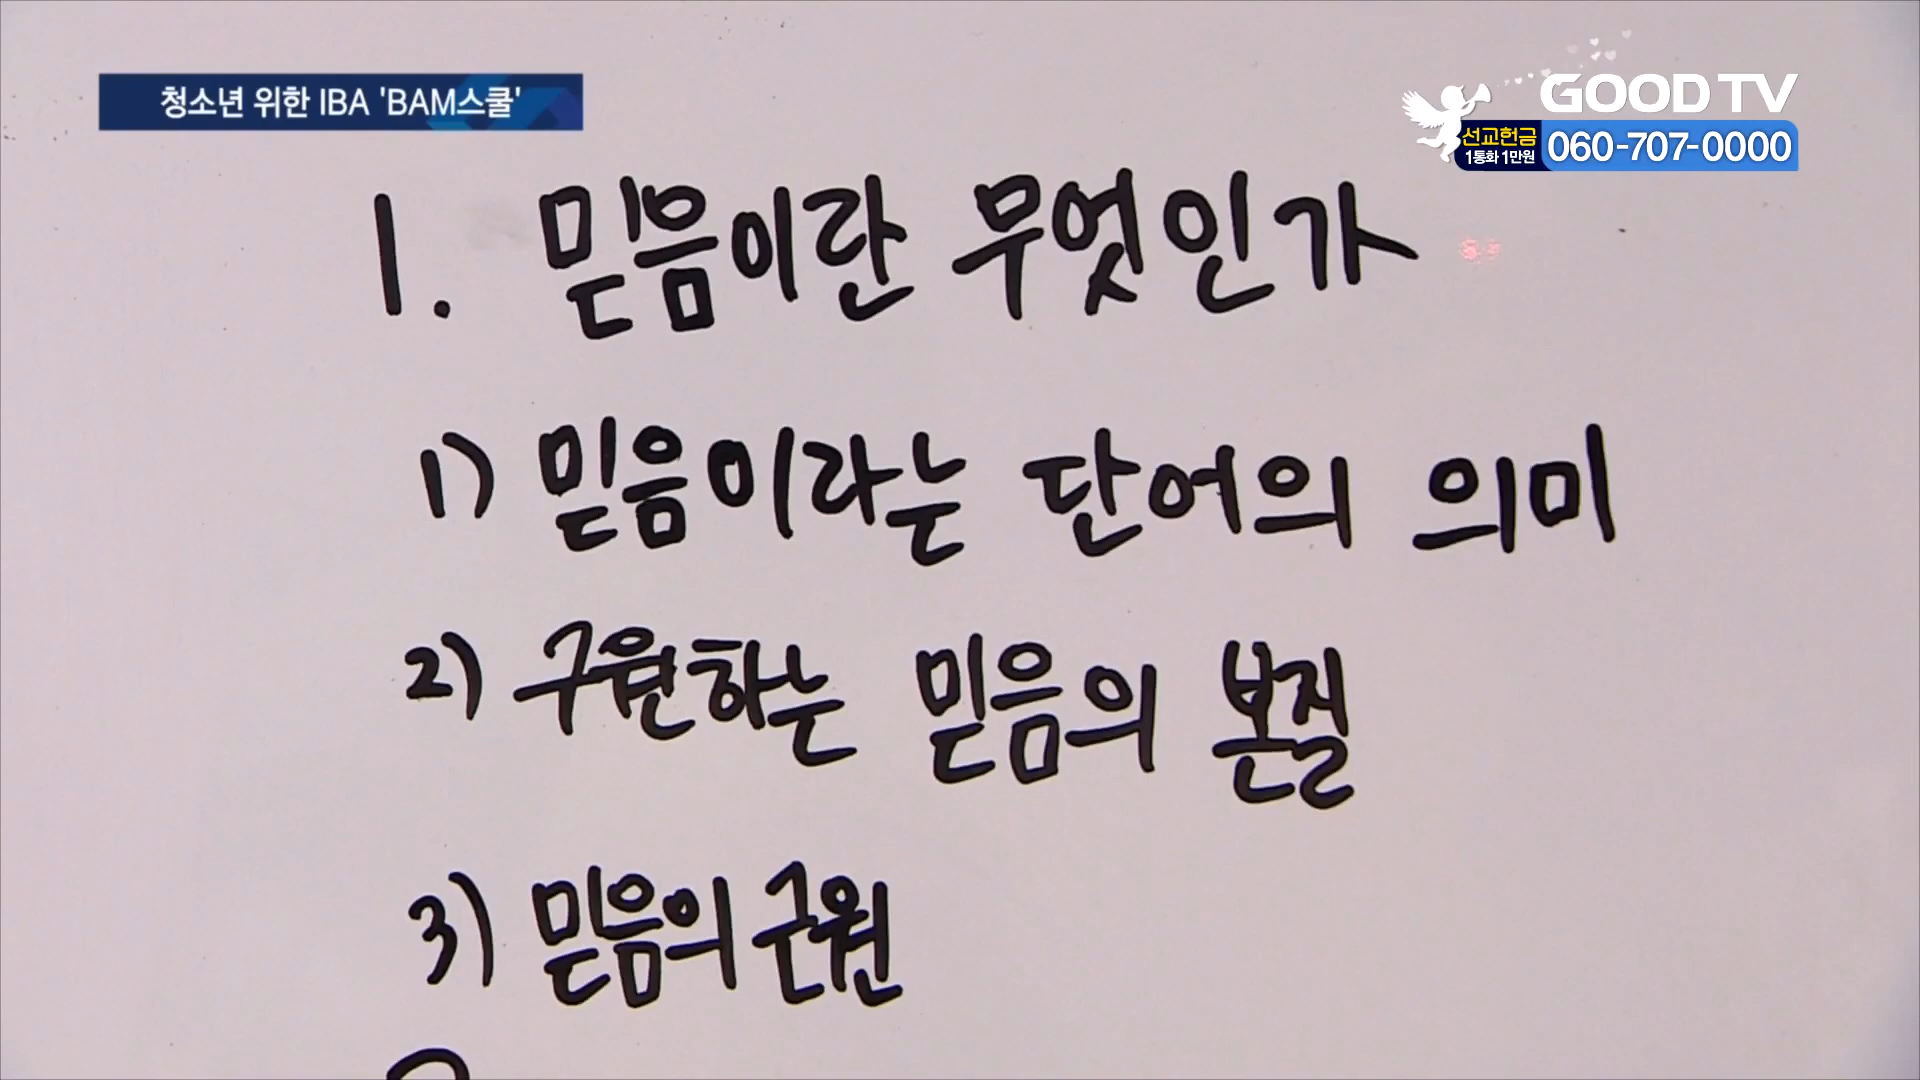 청소년 위한 IBA 'BAM스쿨'
GOODTV
선교헌금
1통화 1만원
060-707-0000
1. 믿음이란 무엇인가
1) 믿음이라는 단어의 의미
2) 구원하는 믿음의 본질
3) 믿음의 근원